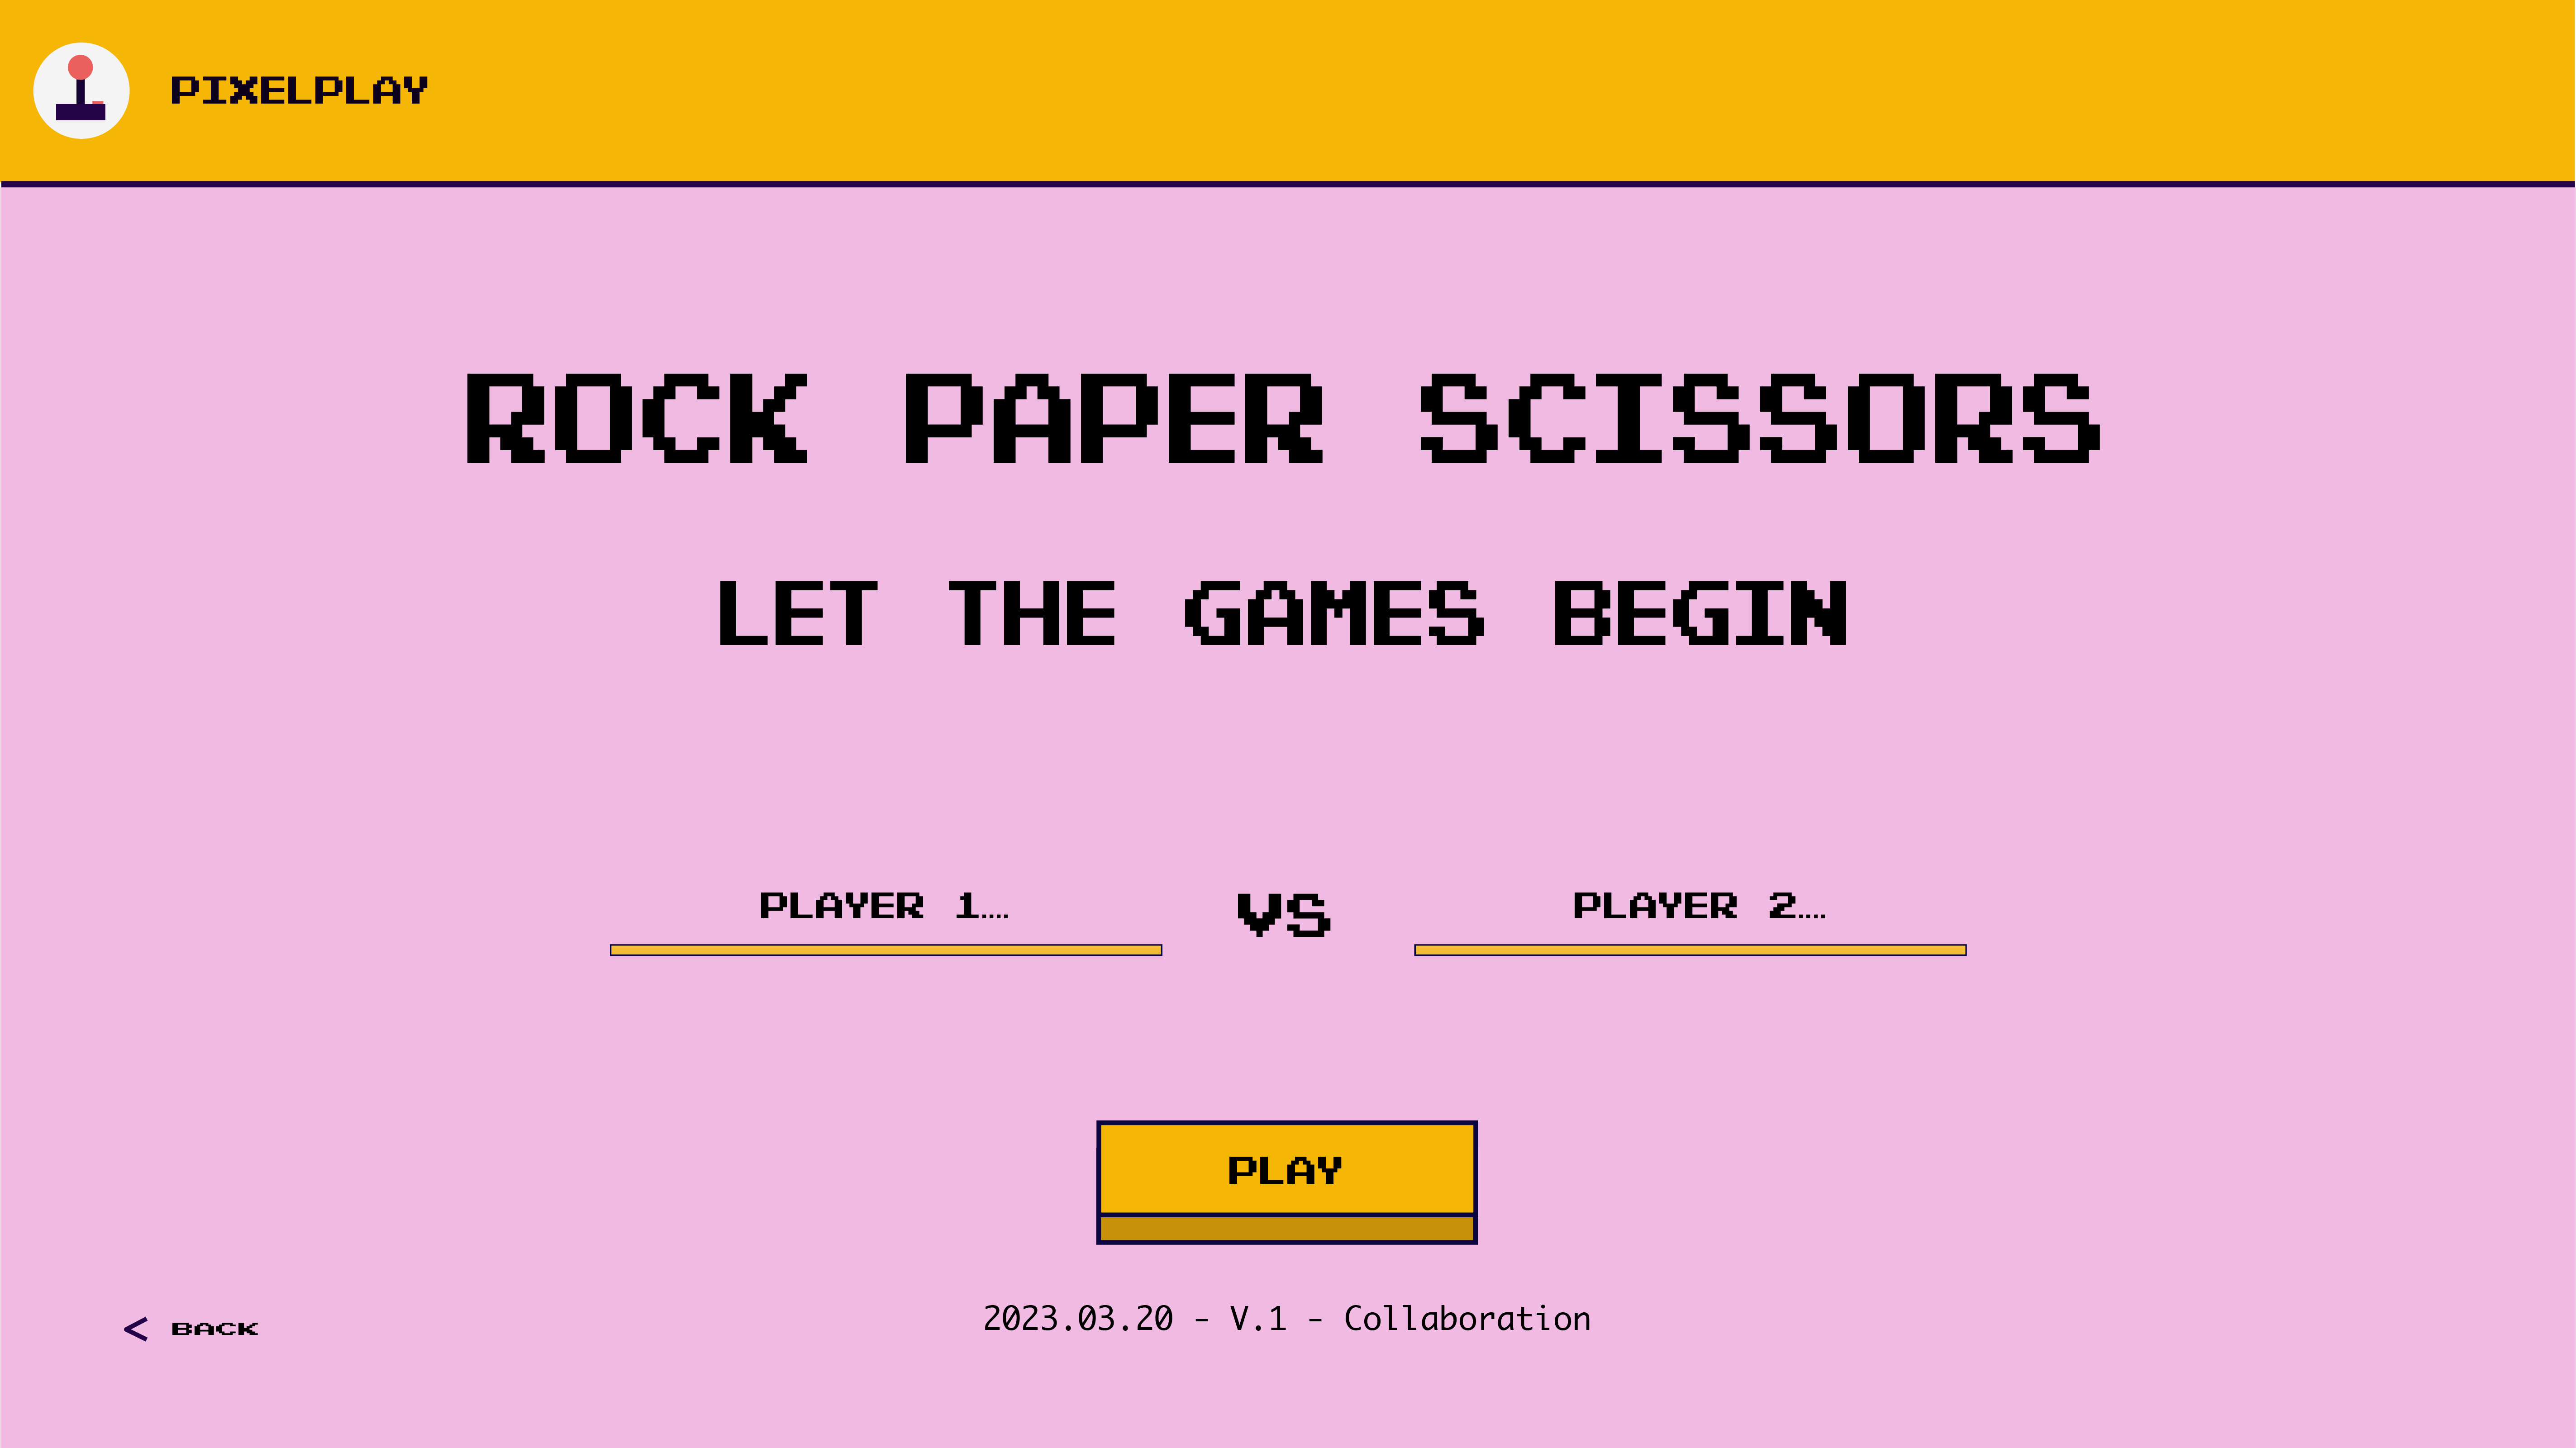 PIXELPLAY
ROCK PAPER SCISSORS
LET THE GAMES BEGIN
PLAYER 1....
VS
PLAYER 2....
PLAY
2023.03.20 - V.1 - Collaboration
< BACK